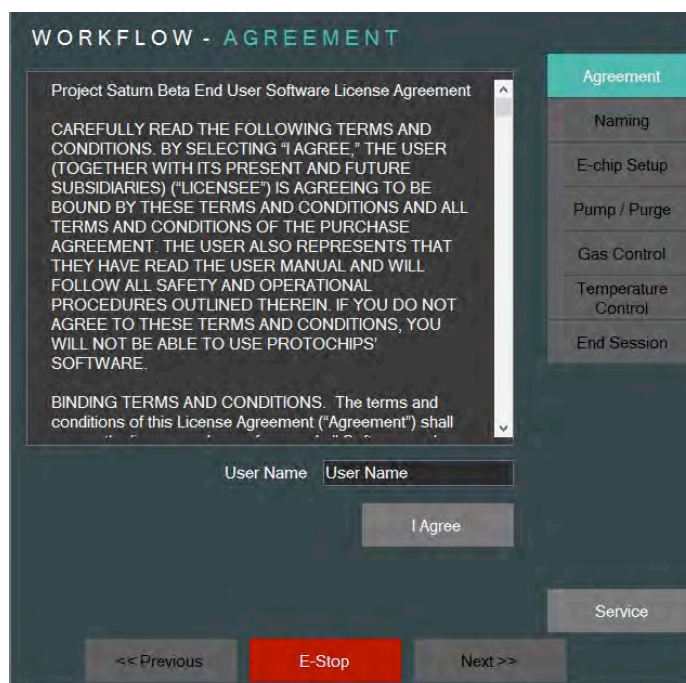 WORKFLOW - AGREEMENT
Project Saturn Beta End User Software License Agreement
CAREFULLY READ THE FOLLOWING TERMS AND
CONDITIONS. BY SELECTING “I AGREE,” THE USER
(TOGETHER WITH ITS PRESENT AND FUTURE
SUBSIDIARIES) (“LICENSEE”) IS AGREEING TO BE
BOUND BY THESE TERMS AND CONDITIONS AND ALL
TERMS AND CONDITIONS OF THE PURCHASE
AGREEMENT. THE USER ALSO REPRESENTS THAT
THEY HAVE READ THE USER MANUAL AND WILL
FOLLOW ALL SAFETY AND OPERATIONAL
PROCEDURES OUTLINED THEREIN. IF YOU DO NOT
AGREE TO THESE TERMS AND CONDITIONS, YOU
WILL NOT BE ABLE TO USE PROTOCHIPS’
SOFTWARE.
BINDING TERMS AND CONDITIONS. The terms and
conditions of this License Agreement (“Agreement”) shall
User Name User Name
I Agree
Agreement
Naming
E-chip Setup
Pump / Purge
Gas Control
Temperature
Control
End Session
Service
<< Previous
E-Stop
Next >>